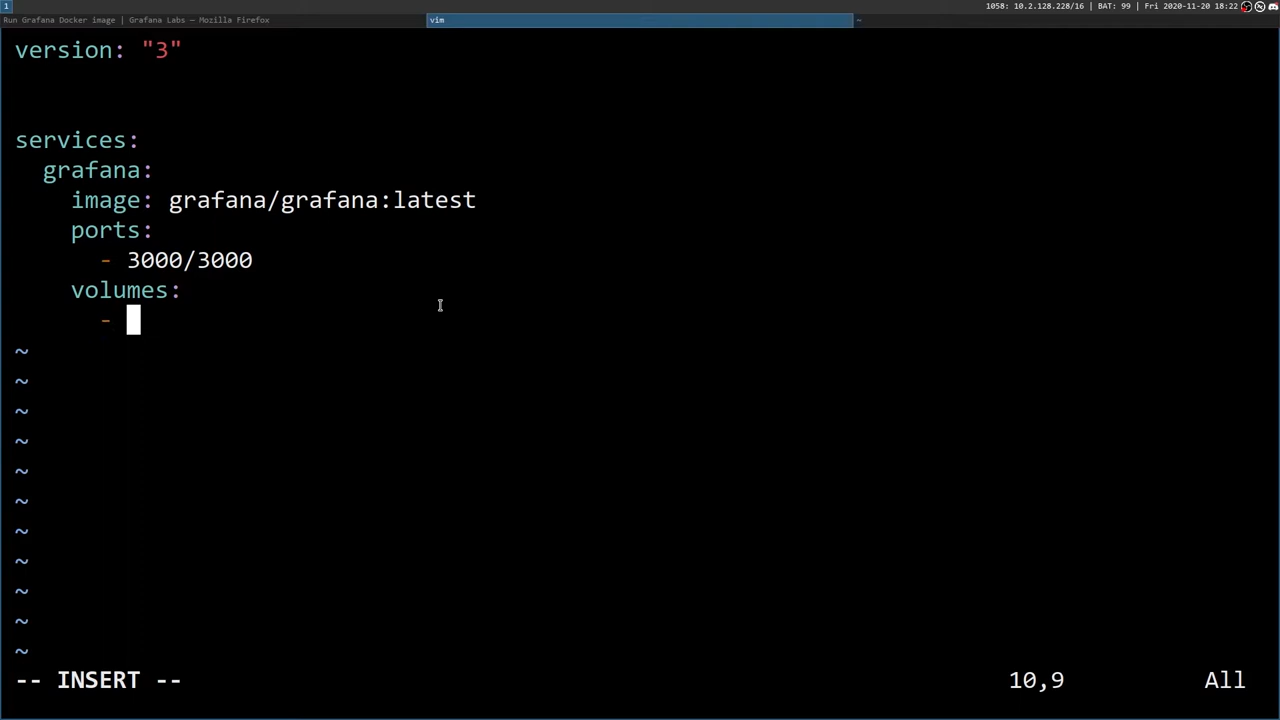 1
1058: 10.2.128.228/16 | BAT: 99 | Fri 2020-11-20 18:22
Run Grafana Docker image | Grafana Labs — Mozilla Firefox
vim
~
version: "3"
services:
grafana:
image: grafana/grafana:latest
ports:
- 3000/3000
volumes:
-
~
~
~
~
~
~
~
~
~
~
~
-- INSERT --
10,9
All